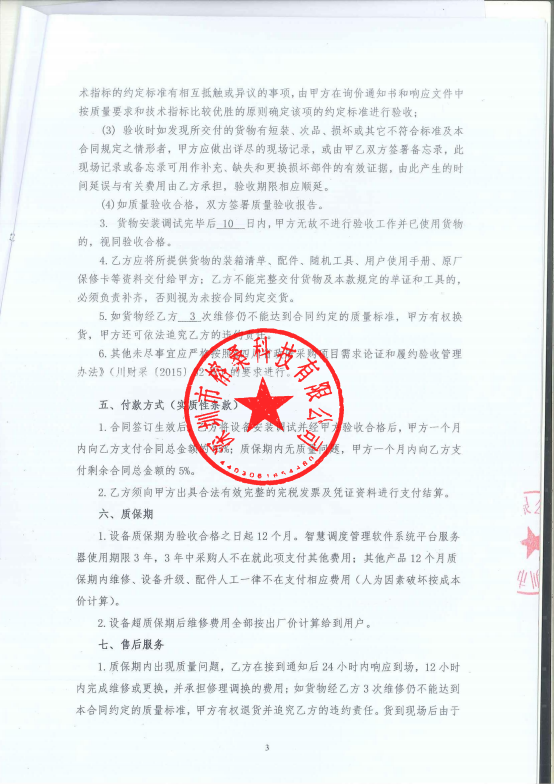 术指标的约定标准有相互抵触或异议的事项，由甲方在询价通知书和响应文件中
按质量要求和技术指标比较优胜的原则确定该项的约定标准进行验收；
(3) 验收时如发现所交付的货物有短装、次品、损坏或其它不符合标准及本
合同规定之情形者，甲方应做出详尽的现场记录，或由甲乙双方签署备忘录，此
现场记录或备忘录可用作补充、缺失和更换损坏部件的有效证据，由此产生的时
间延误与有关费用由乙方承担，验收期限相应顺延。
(4)如质量验收合格，双方签署质量验收报告。
3. 货物安装调试完毕后 10 日内,甲方无故不进行验收工作并已使用货物
的，视同验收合格。
4.乙方应将所提供货物的装箱清单、配件、随机工具、用户使用手册、原厂
保修卡等资料交付给甲方；乙方不能完整交付货物及本款规定的单证和工具的，
必须负责补齐，否则视为未按合同约定交货。
5.如货物经乙方 3 次维修仍不能达到合同约定的质量标准，甲方有权换
货，甲方还可依法追究乙方的违约责任。
6.其他未尽事宜应严格按照《四川 政 采购项目需求论证和履约验收管理
办法》(川财采〔2015〕 2 的要求进行。
五、付款方式（实质性条款）
1.合同签订生效后，乙方将设备安装调试并经甲方验收合格后，甲方一个月
内向乙方支付合同总金额的 5%；质保期内无质量问题，甲方一个月内向乙方支
付剩余合同总金额的 5%。
2.乙方须向甲方出具合法有效完整的完税发票及凭证资料进行支付结算。
六、质保期
1.设备质保期为验收合格之日起 12 个月。智慧调度管理软件系统平台服务
器使用期限 3 年，3 年中采购人不在就此项支付其他费用；其他产品 12 个月质
保期内维修、设备升级、配件人工一律不在支付相应费用（人为因素破坏按成本
价计算）。
2.设备超质保期后维修费用全部按出厂价计算给到用户。
七、售后服务
1.质保期内出现质量问题，乙方在接到通知后 24 小时内响应到场，12 小时
内完成维修或更换，并承担修理调换的费用；如货物经乙方 3 次维修仍不能达到
本合同约定的质量标准，甲方有权退货并追究乙方的违约责任。货到现场后由于
3
深圳市 桑科技有限公司
圳市